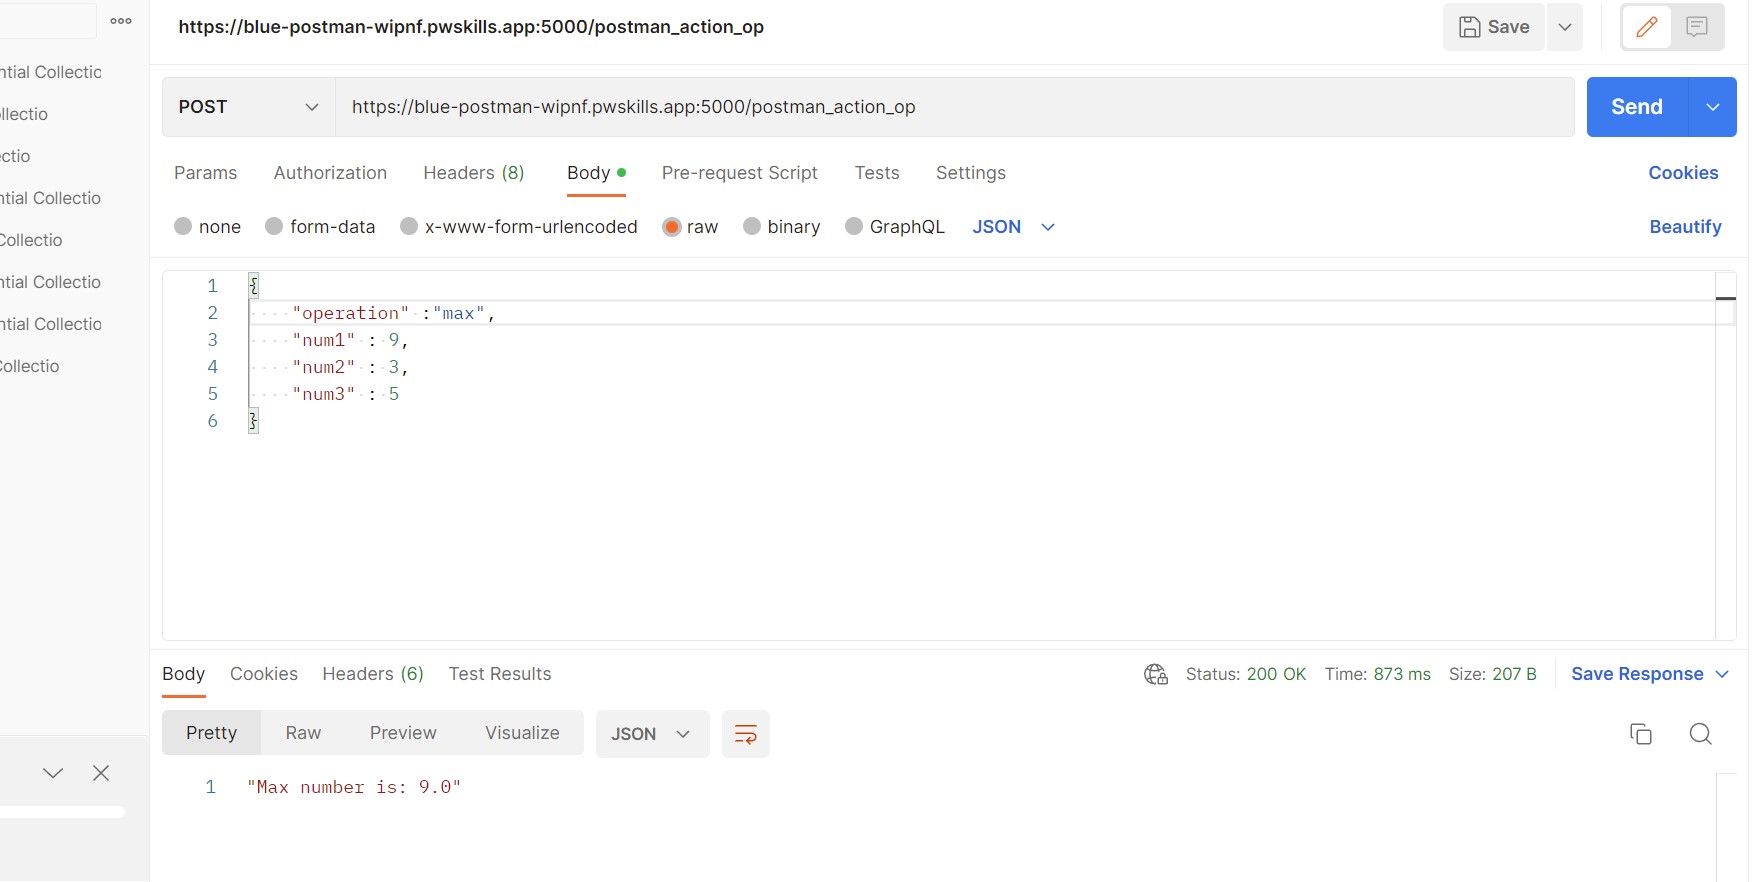 https://blue-postman-wipnf.pwskills.app:5000/postman_action_op
Save
ntial Collectio
llectio
ectio
ntial Collectio
Collectio
ntial Collectio
ntial Collectio
Collectio
POST
https://blue-postman-wipnf.pwskills.app:5000/postman_action_op
Send
Params Authorization Headers (8) Body Pre-request Script Tests Settings Cookies
none form-data x-www-form-urlencoded raw binary GraphQL JSON Beautify
1 {
2 "operation" :"max",
3 "num1" : 9,
4 "num2" : 3,
5 "num3" : 5
6 }
Body Cookies Headers (6) Test Results Status: 200 OK Time: 873 ms Size: 207 B Save Response
Pretty Raw Preview Visualize JSON
1 "Max number is: 9.0"